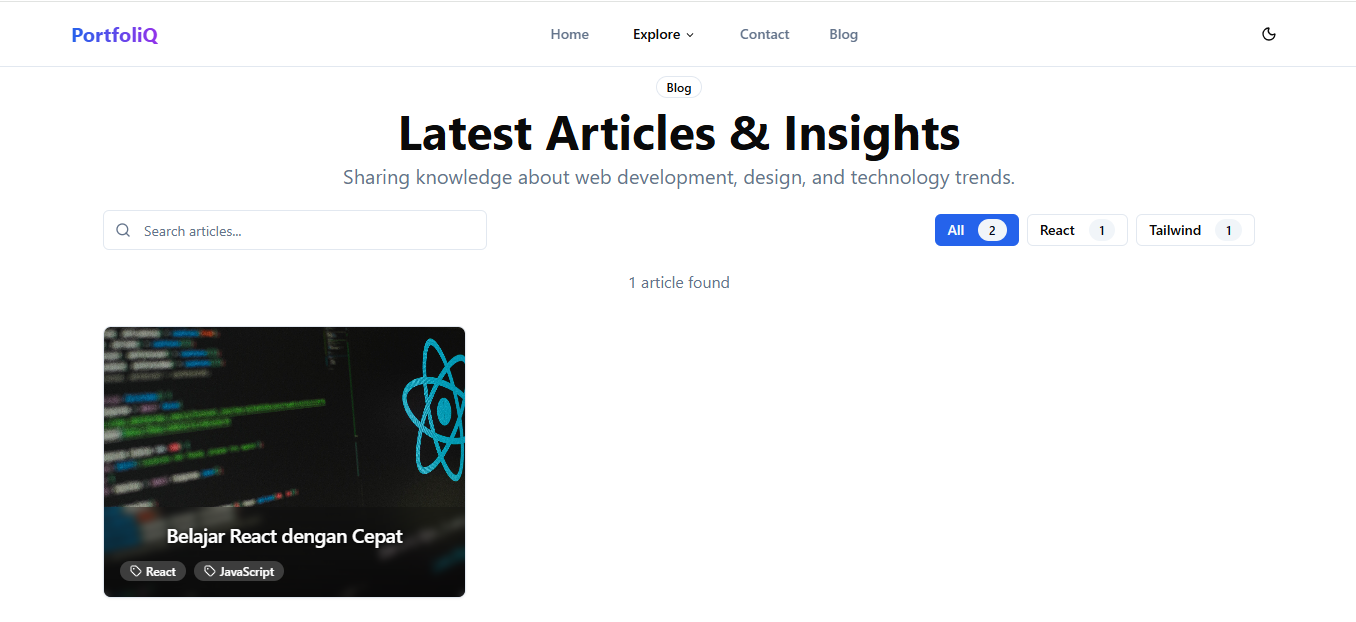 PortfoliQ
Home Explore Contact Blog
Blog
Latest Articles & Insights
Sharing knowledge about web development, design, and technology trends.
Search articles...
All 2 React 1 Tailwind 1
1 article found
Belajar React dengan Cepat
React JavaScript